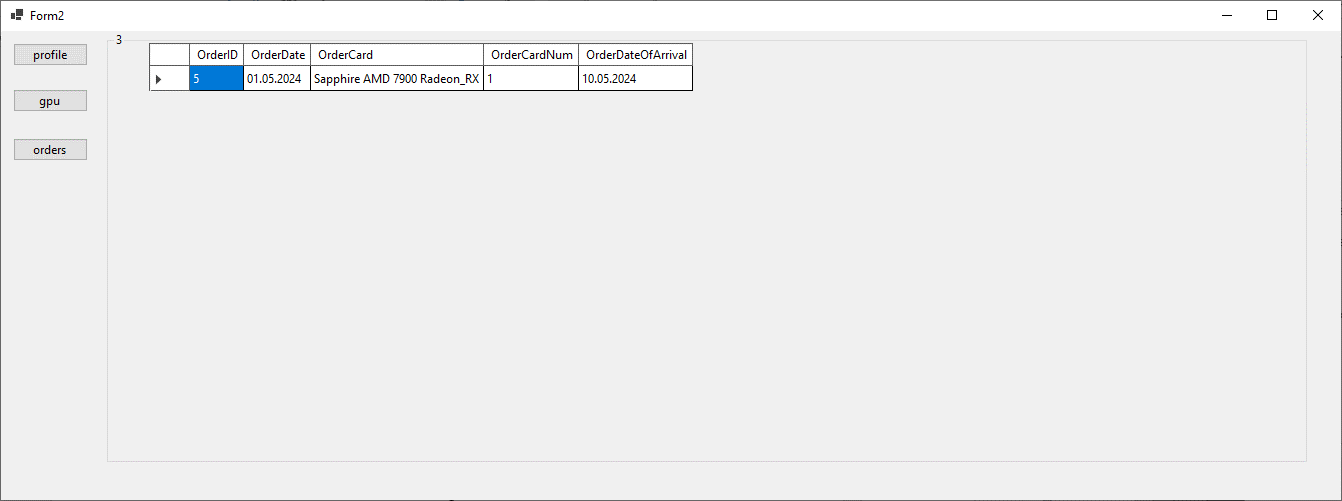 Form2
profile
gpu
orders
3
OrderID OrderDate OrderCard OrderCardNum OrderDateOfArrival
5 01.05.2024 Sapphire AMD 7900 Radeon_RX 1 10.05.2024